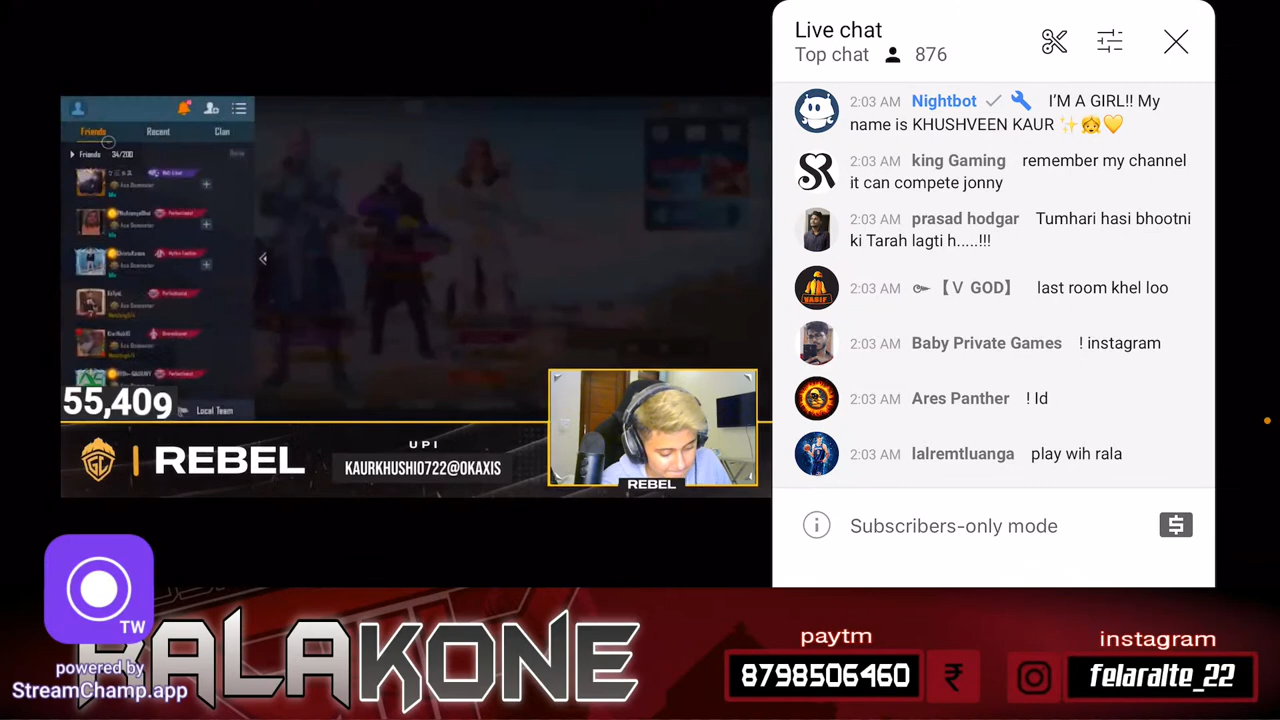 Live chat
Top chat 876
2:03 AM Nightbot I'M A GIRL!! My
name is KHUSHVEEN KAUR ✨👧💛
2:03 AM king Gaming remember my channel
it can compete jonny
2:03 AM prasad hodgar Tumhari hasi bhootni
ki Tarah lagti h.....!!!
2:03 AM 【V GOD】 last room khel loo
2:03 AM Baby Private Games ! instagram
2:03 AM Ares Panther ! Id
2:03 AM lalremtluanga play wih rala
Subscribers-only mode
Friends Recent Clan
Friends 34/200
55,409
Local Team
GC | REBEL
UPI
KAURKHUSHI0722@OKAXIS
REBEL
VASIF
TW
powered by
StreamChamp.app
RALAKONE
paytm
8798506460
₹
instagram
felaralte_22